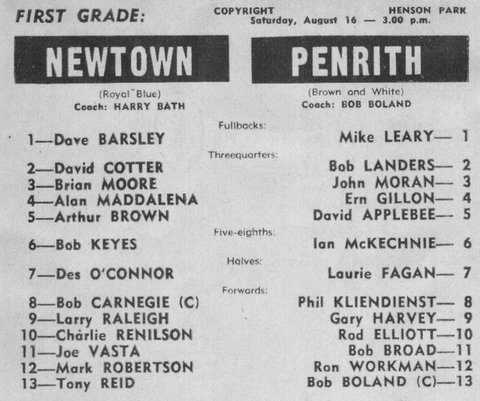 FIRST GRADE:
COPYRIGHT HENSON PARK
Saturday, August 16 — 3.00 p.m.
NEWTOWN PENRITH
(Royal Blue) (Brown and White)
Coach: HARRY BATH Coach: BOB BOLAND
Fullbacks:
1—Dave BARSLEY Mike LEARY— 1
Threequarters:
2—David COTTER Bob LANDERS— 2
3—Brian MOORE John MORAN— 3
4—Alan MADDALENA Ern GILLON— 4
5—Arthur BROWN David APPLEBEE— 5
Five-eighths:
6—Bob KEYES Ian McKECHNIE— 6
Halves:
7—Des O'CONNOR Laurie FAGAN— 7
Forwards:
8—Bob CARNEGIE (C) Phil KLIENDIENST— 8
9—Larry RALEIGH Gary HARVEY— 9
10—Charlie RENILSON Rod ELLIOTT—10
11—Joe VASTA Bob BROAD—11
12—Mark ROBERTSON Ron WORKMAN—12
13—Tony REID Bob BOLAND (C)—13